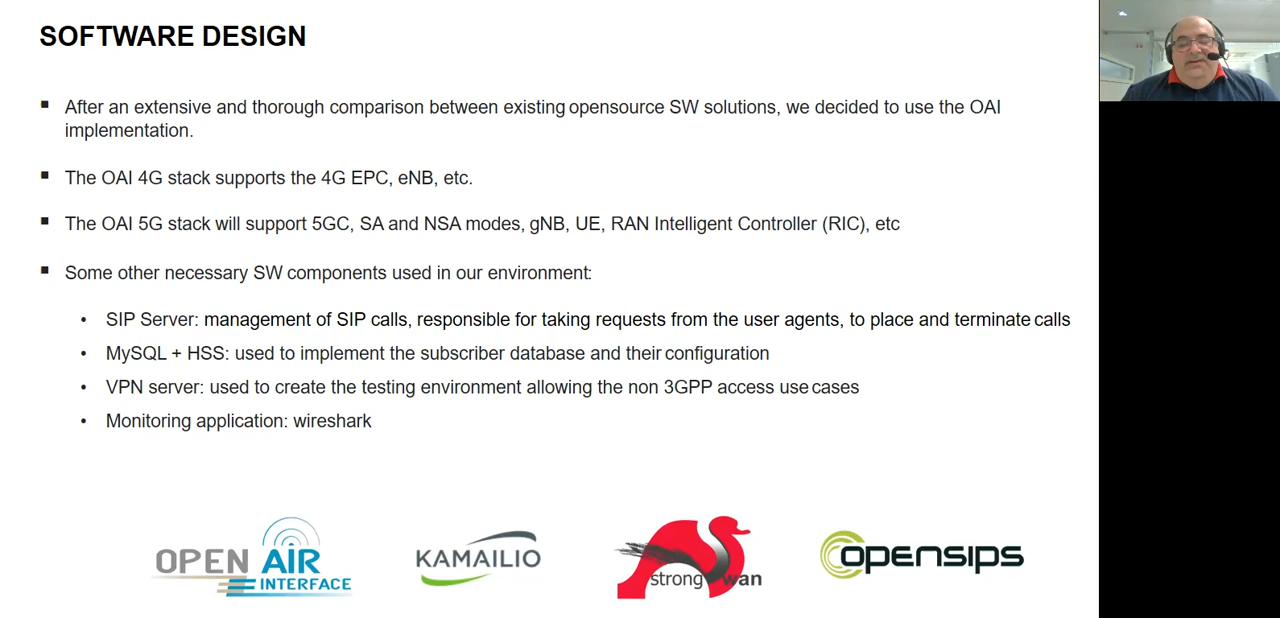 SOFTWARE DESIGN
After an extensive and thorough comparison between existing opensource SW solutions, we decided to use the OAI
implementation.
The OAI 4G stack supports the 4G EPC, eNB, etc.
The OAI 5G stack will support 5GC, SA and NSA modes, gNB, UE, RAN Intelligent Controller (RIC), etc
Some other necessary SW components used in our environment:
SIP Server: management of SIP calls, responsible for taking requests from the user agents, to place and terminate calls
MySQL + HSS: used to implement the subscriber database and their configuration
VPN server: used to create the testing environment allowing the non 3GPP access use cases
Monitoring application: wireshark
OPEN AIR
INTERFACE
KAMAILIO
strongswan
OPENSIPS